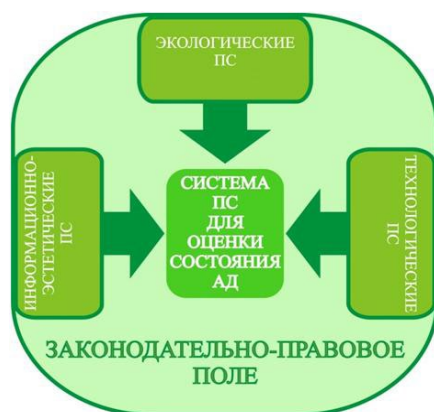 ЭКОЛОГИЧЕСКИЕ
ПС
ИНФОРМАЦИОННО-
ЭСТЕТИЧЕСКИЕ
ПС
СИСТЕМА
ПС
ДЛЯ
ОЦЕНКИ
СОСТОЯНИЯ
АД
ТЕХНОЛОГИЧЕСКИЕ
ПС
ЗАКОНОДАТЕЛЬНО-ПРАВОВОЕ
ПОЛЕ